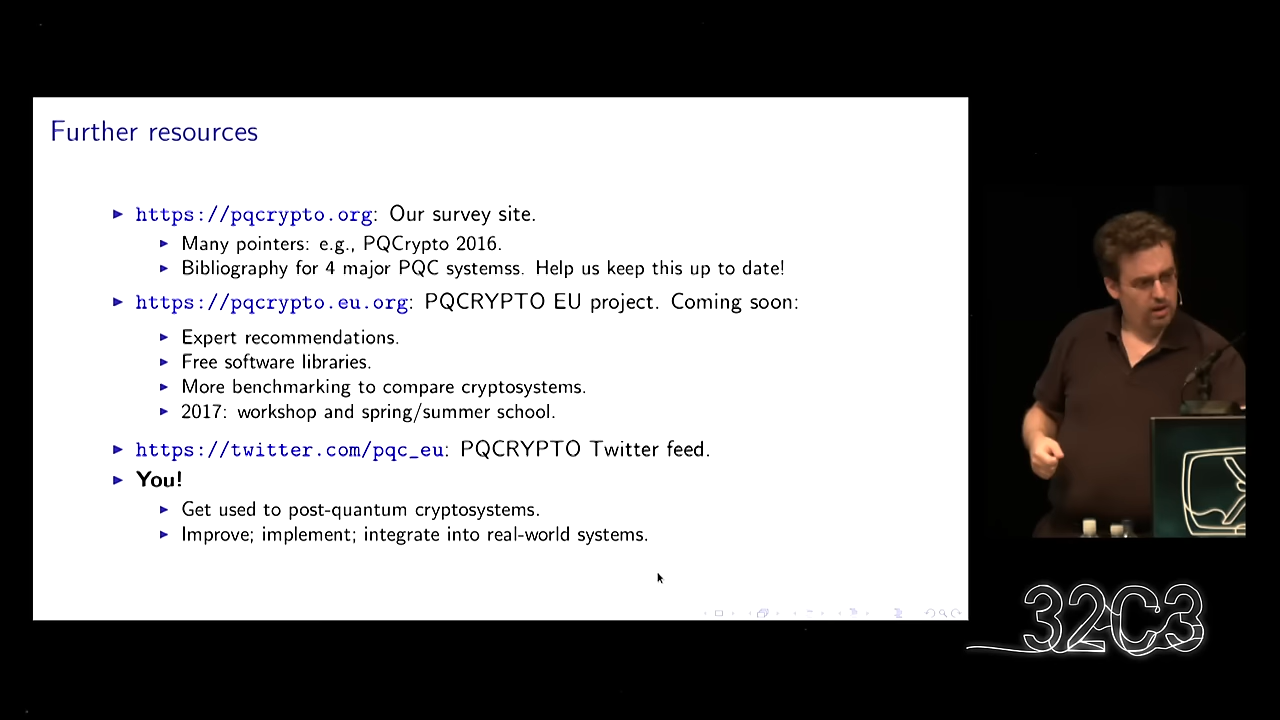 Further resources
https://pqcrypto.org: Our survey site.
Many pointers: e.g., PQCrypto 2016.
Bibliography for 4 major PQC systemss. Help us keep this up to date!
https://pqcrypto.eu.org: PQCRYPTO EU project. Coming soon:
Expert recommendations.
Free software libraries.
More benchmarking to compare cryptosystems.
2017: workshop and spring/summer school.
https://twitter.com/pqc_eu: PQCRYPTO Twitter feed.
You!
Get used to post-quantum cryptosystems.
Improve; implement; integrate into real-world systems.
32C3